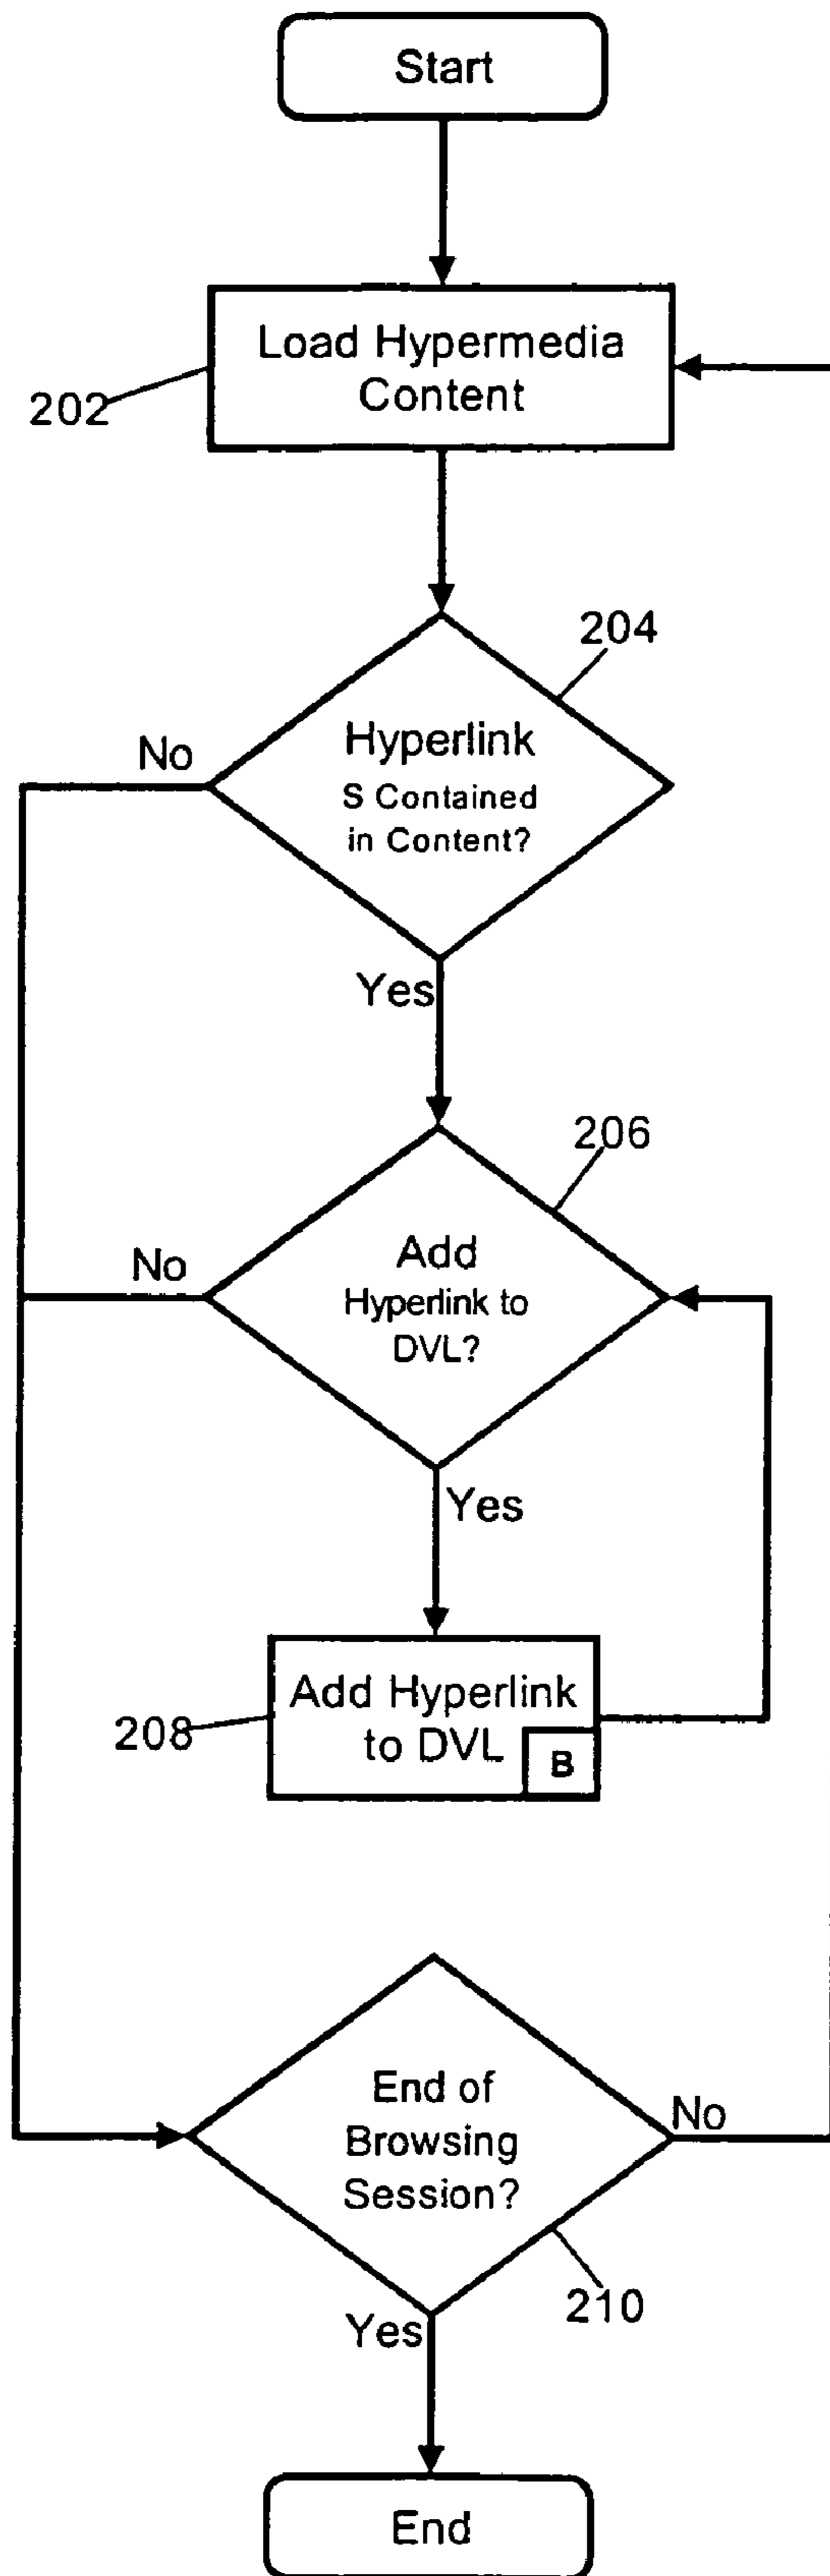 Start
Load Hypermedia
Content
202
204
Hyperlink
S Contained
in Content?
No
Yes
206
Add
Hyperlink to
DVL?
No
Yes
Add Hyperlink
to DVL
B
208
End of
Browsing
Session?
No
210
Yes
End